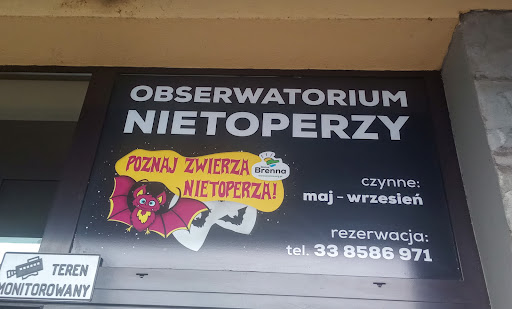 OBSERWATORIUM
NIETOPERZY
POZNAJ ZWIERZA
NIETOPERZA!
Brenna
czynne:
maj - wrzesień
rezerwacja:
tel. 33 8586 971
TEREN
MONITOROWANY